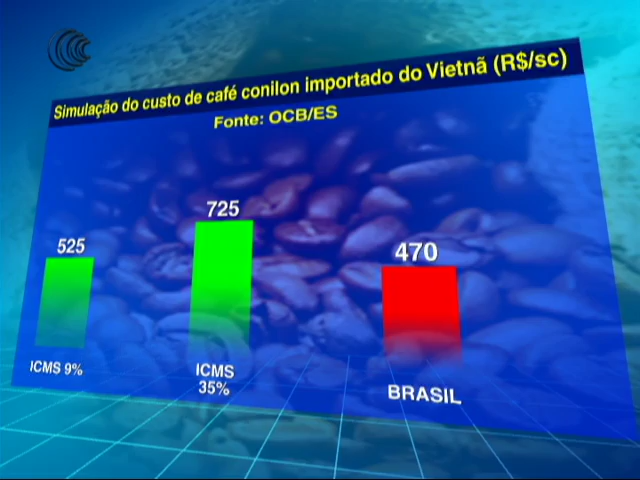 Simulação do custo de café conilon importado do Vietnã (R$/sc)
Fonte: OCB/ES
725
525
470
ICMS 9%
ICMS
35%
BRASIL